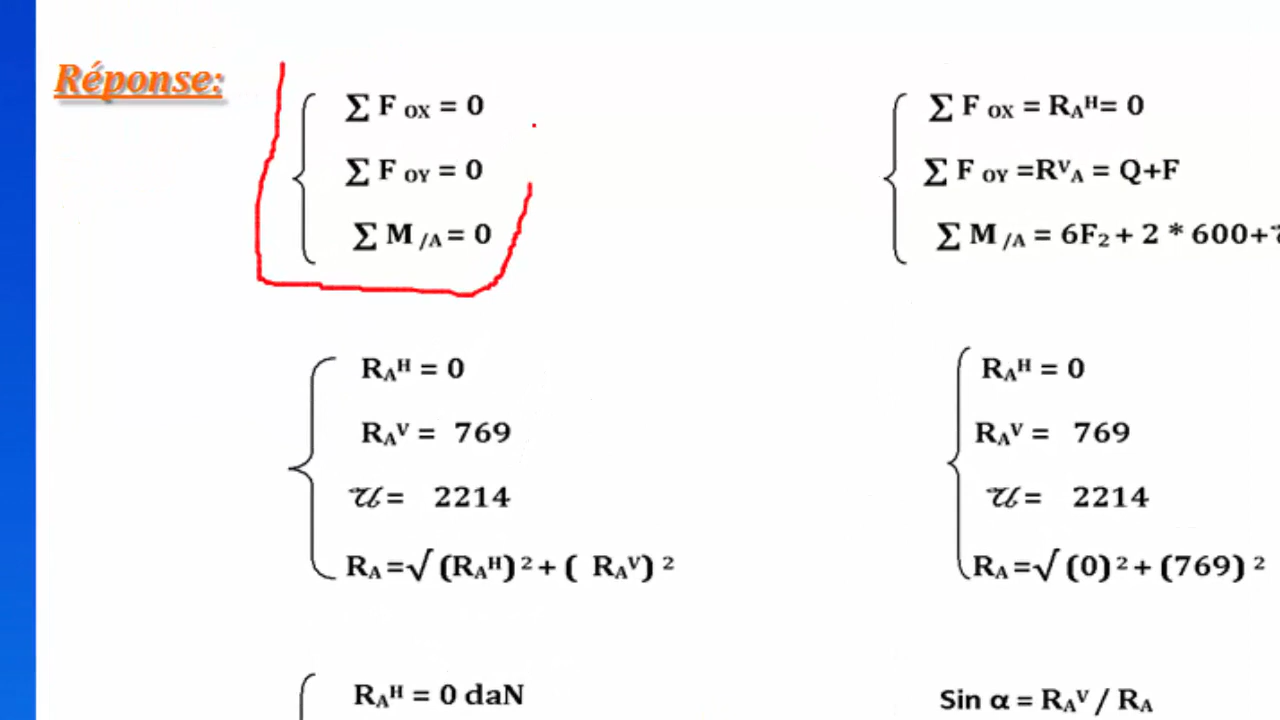 Réponse:
∑ F OX = 0
∑ F OY = 0
∑ M /A = 0
∑ F OX = RAᴴ= 0
∑ F OY =RⱽA = Q+F
∑ M /A = 6F₂ + 2 * 600+
RAᴴ = 0
RAⱽ = 769
= 2214
RA =√ (RAᴴ) ² + ( RAⱽ) ²
RAᴴ = 0
RAⱽ = 769
= 2214
RA =√ (0) ² + (769) ²
RAᴴ = 0 daN
Sin α = RAⱽ / RA